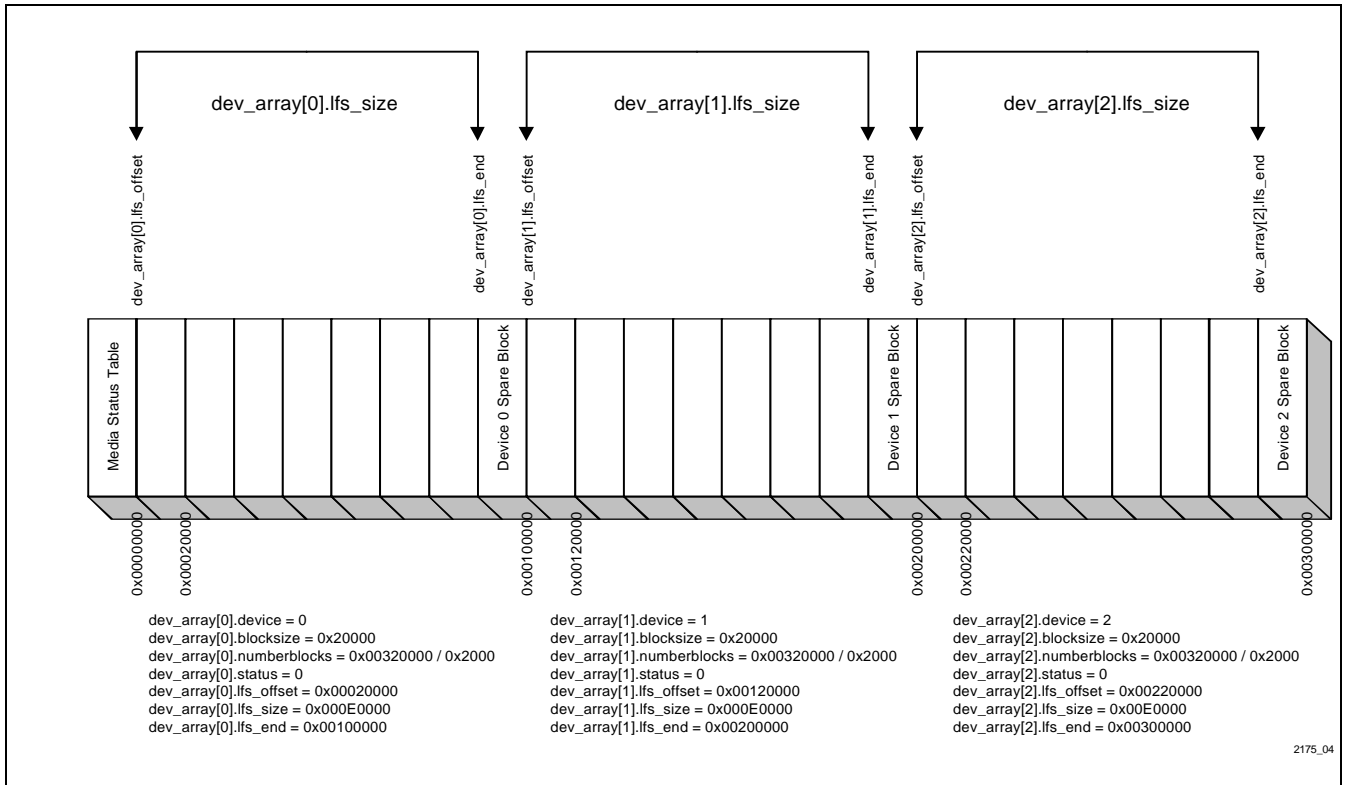 dev_array[0].lfs_size
dev_array[1].lfs_size
dev_array[2].lfs_size
dev_array[0].lfs_offset
dev_array[0].lfs_end
dev_array[1].lfs_offset
dev_array[1].lfs_end
dev_array[2].lfs_offset
dev_array[2].lfs_end
Media Status Table
Device 0 Spare Block
Device 1 Spare Block
Device 2 Spare Block
0x00000000
0x00020000
0x00100000
0x00120000
0x00200000
0x00220000
0x00300000
dev_array[0].device = 0
dev_array[0].blocksize = 0x20000
dev_array[0].numberblocks = 0x00320000 / 0x2000
dev_array[0].status = 0
dev_array[0].lfs_offset = 0x00020000
dev_array[0].lfs_size = 0x000E0000
dev_array[0].lfs_end = 0x00100000
dev_array[1].device = 1
dev_array[1].blocksize = 0x20000
dev_array[1].numberblocks = 0x00320000 / 0x2000
dev_array[1].status = 0
dev_array[1].lfs_offset = 0x00120000
dev_array[1].lfs_size = 0x000E0000
dev_array[1].lfs_end = 0x00200000
dev_array[2].device = 2
dev_array[2].blocksize = 0x20000
dev_array[2].numberblocks = 0x00320000 / 0x2000
dev_array[2].status = 0
dev_array[2].lfs_offset = 0x00220000
dev_array[2].lfs_size = 0x00E0000
dev_array[2].lfs_end = 0x00300000
2175_04